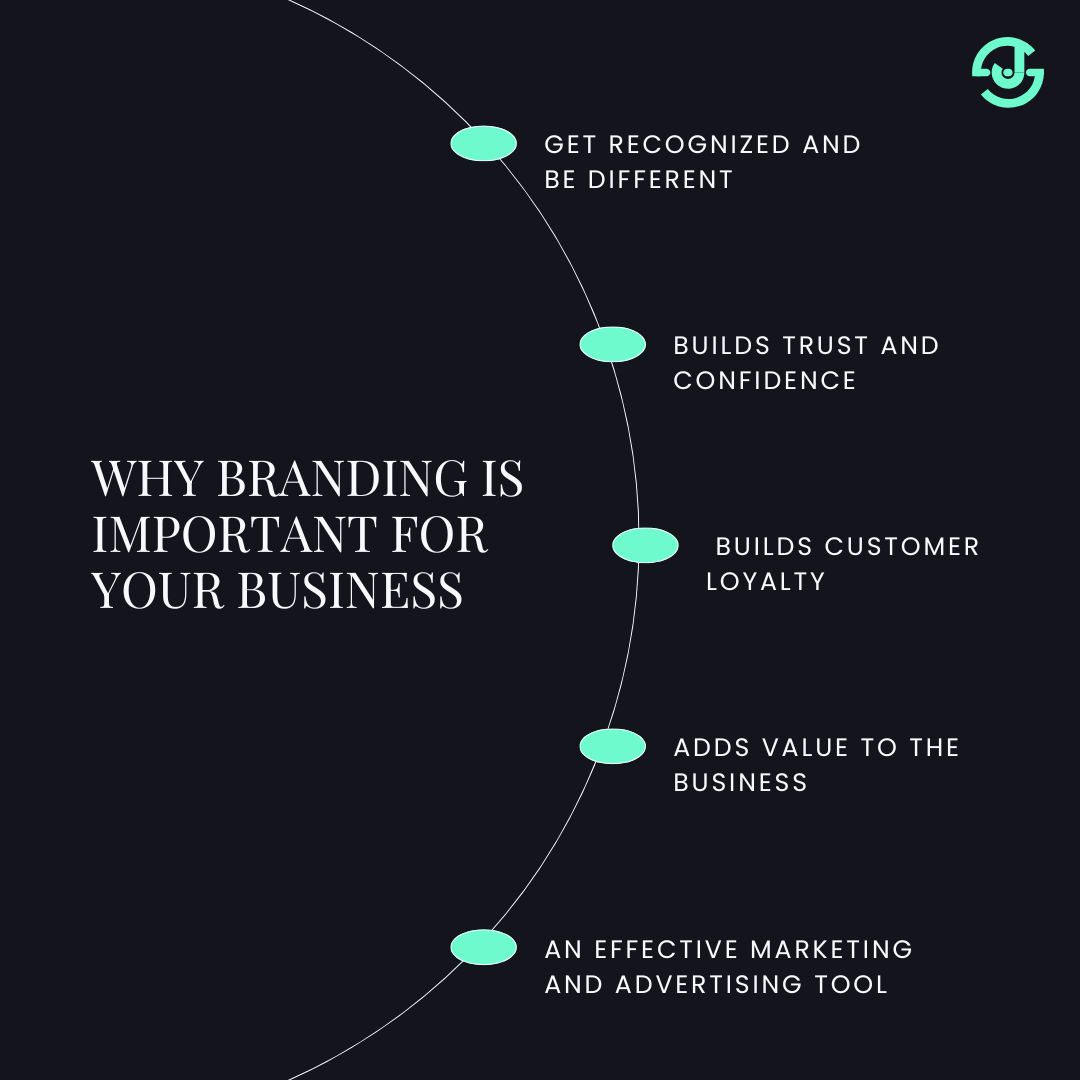 GET RECOGNIZED AND
BE DIFFERENT
BUILDS TRUST AND
CONFIDENCE
WHY BRANDING IS
IMPORTANT FOR
YOUR BUSINESS
BUILDS CUSTOMER
LOYALTY
ADDS VALUE TO THE
BUSINESS
AN EFFECTIVE MARKETING
AND ADVERTISING TOOL